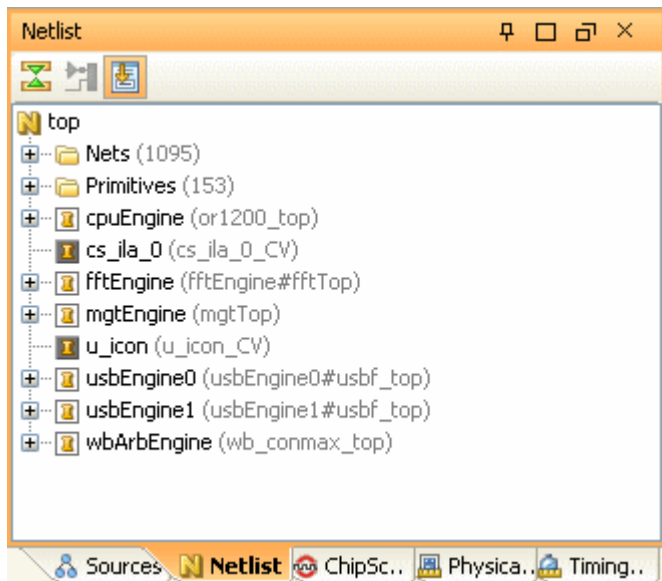 Netlist
top
Nets (1095)
Primitives (153)
cpuEngine (or1200_top)
cs_ila_0 (cs_ila_0_CV)
fftEngine (fftEngine#fftTop)
mgtEngine (mgtTop)
u_icon (u_icon_CV)
usbEngine0 (usbEngine0#usbf_top)
usbEngine1 (usbEngine1#usbf_top)
wbArbEngine (wb_conmax_top)
Sources Netlist ChipSc.. Physica.. Timing..